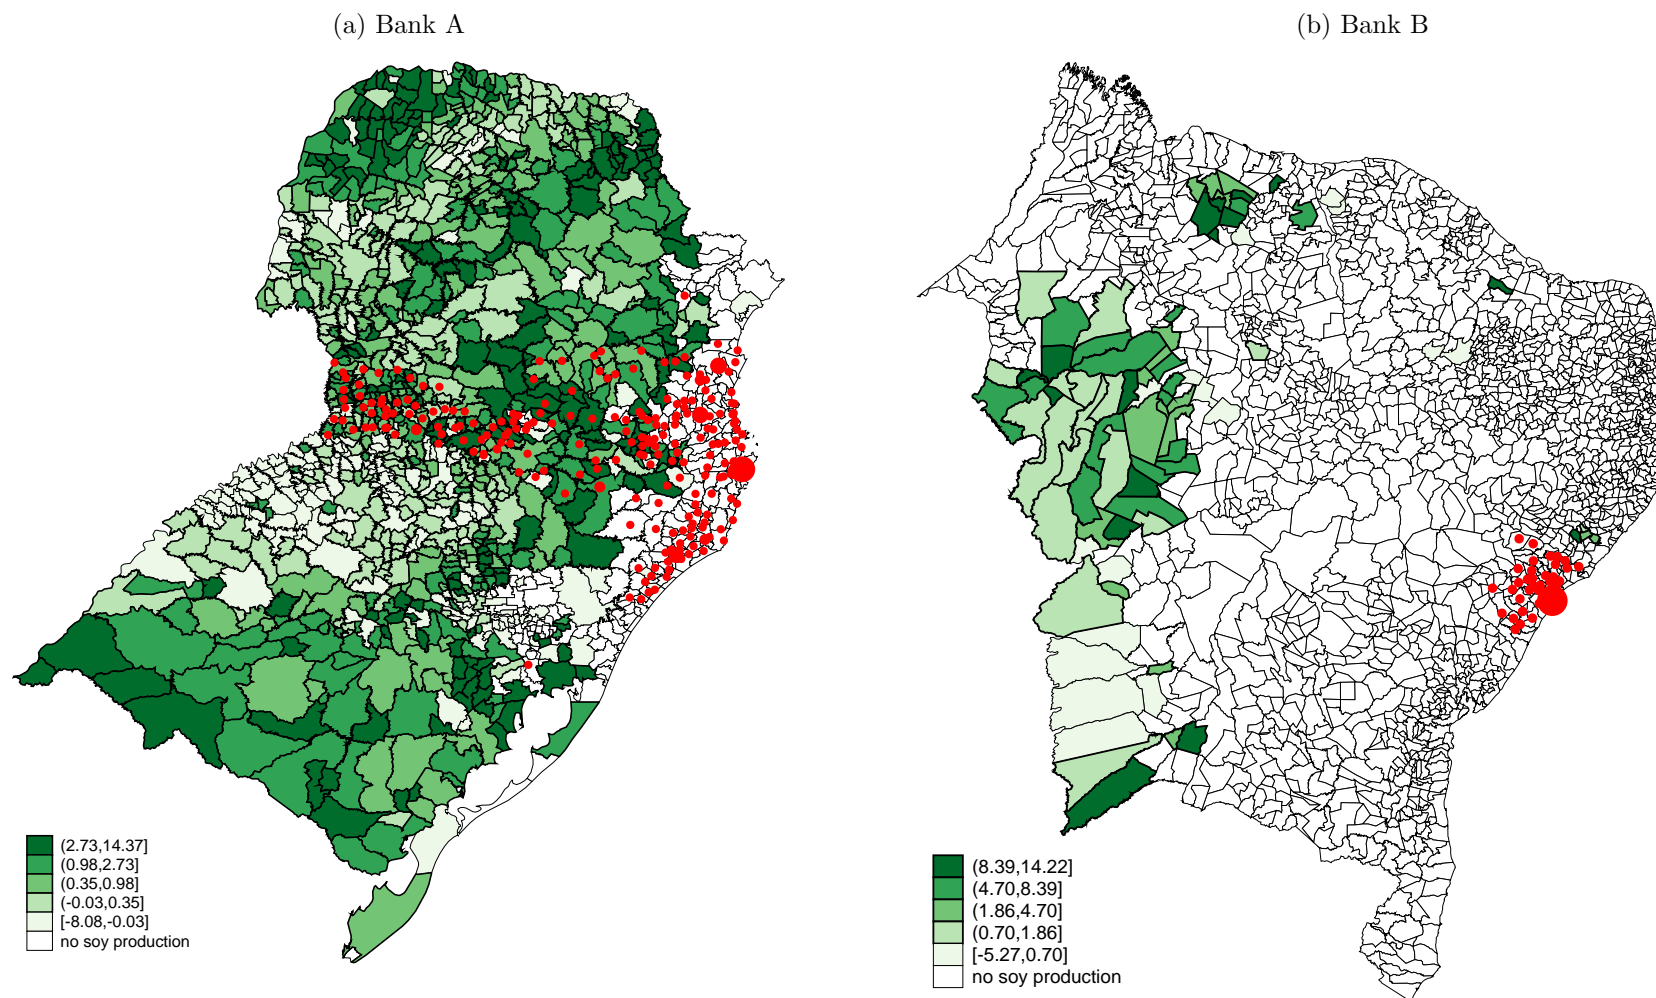 (a) Bank A
(b) Bank B
(2.73,14.37]
(0.98,2.73]
(0.35,0.98]
(-0.03,0.35]
[-8.08,-0.03]
no soy production
(8.39,14.22]
(4.70,8.39]
(1.86,4.70]
(0.70,1.86]
[-5.27,0.70]
no soy production